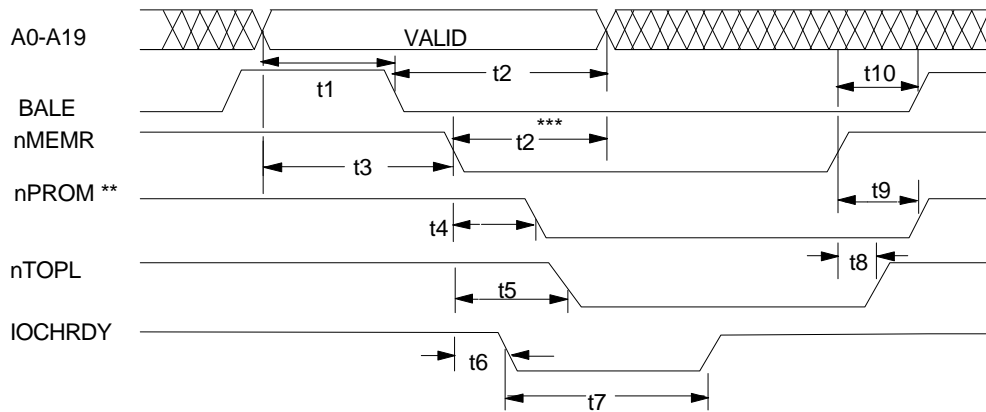 A0-A19
VALID
t1
t2
t10
BALE
nMEMR
***
t2
t3
nPROM **
t9
t4
nTOPL
t8
t5
IOCHRDY
t6
t7